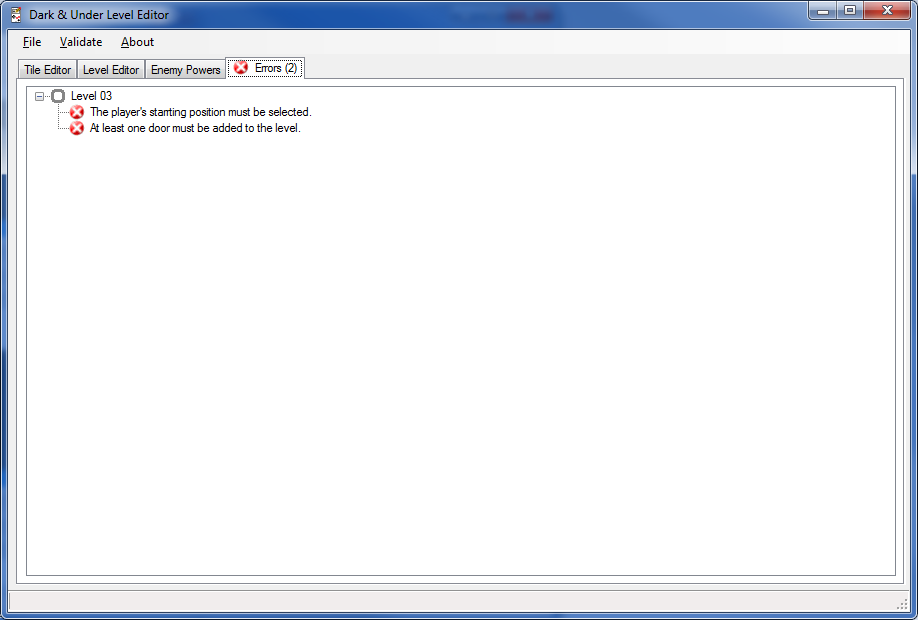 Dark & Under Level Editor
File Validate About
Tile Editor Level Editor Enemy Powers Errors (2)
Level 03
The player's starrting position must be selected.
At least one door must be added to the level.